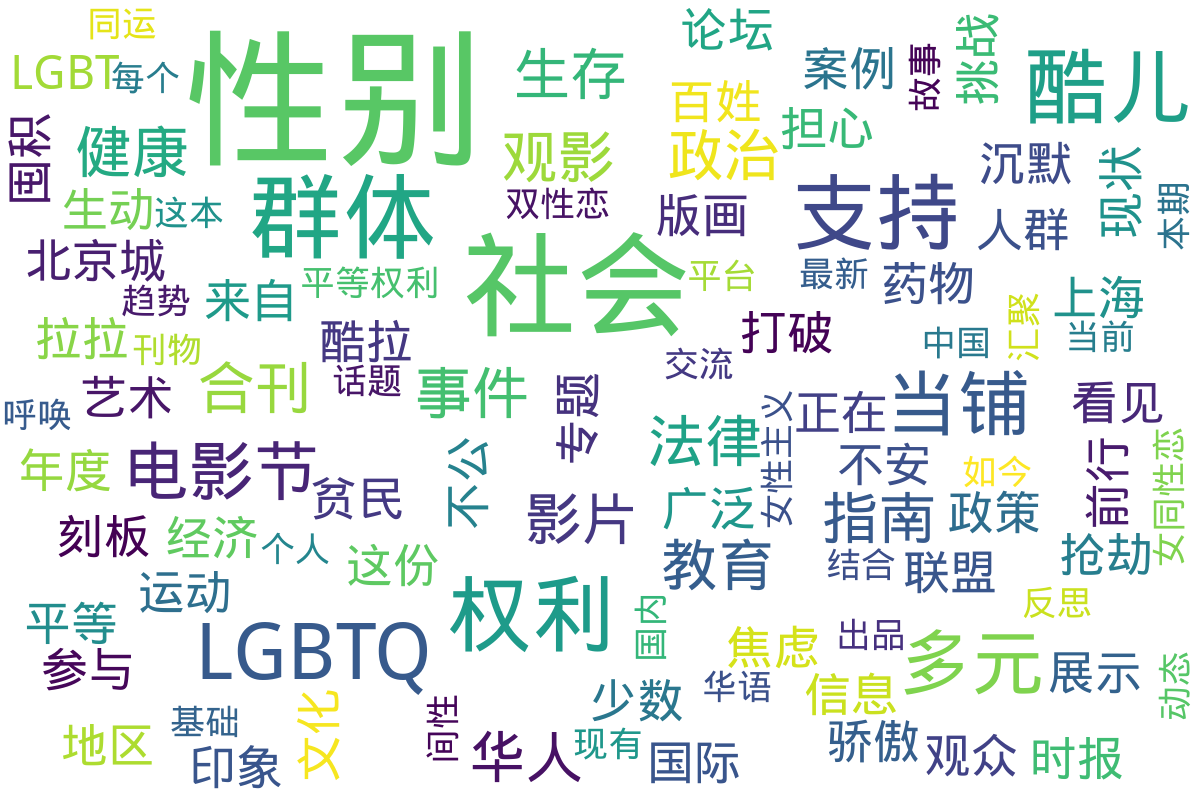 同运
LGBT
每个
性别
生存
论坛
案例
故事
挑战
酷儿
囤积
健康
观影
百姓
政治
担心
沉默
现状
本期
生动
这本
群体
双性恋
版画
支持
人群
北京城
趋势
来自
平等权利
社会
平台
最新
药物
上海
拉拉
刊物
酷拉
打破
中国
汇聚
当前
呼唤
艺术
合刊
话题
事件
专题
交流
女性主义
正在
当铺
看见
年度
电影节
贫民
不公
影片
法律
不安
如今
前行
女同性恋
刻板
经济
个人
这份
广泛
指南
政策
抢劫
运动
教育
结合
联盟
反思
平等
参与
LGBTQ
权利
国内
焦虑
出品
多元
展示
动态
地区
基础
印象
文化
间性
华人
少数
现有
国际
华语
信息
骄傲
观众
时报